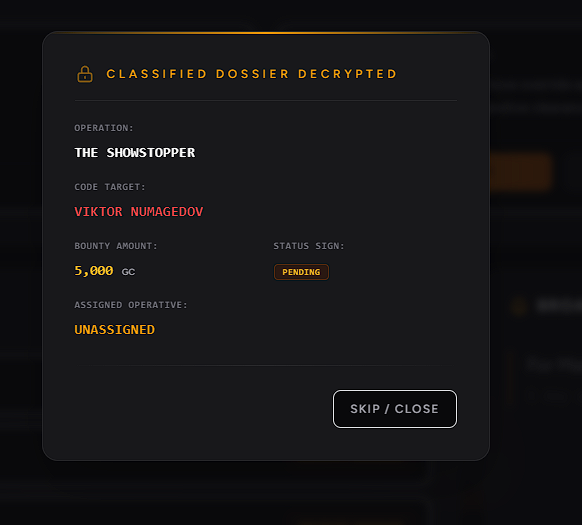 CLASSIFIED DOSSIER DECRYPTED
OPERATION:
THE SHOWSTOPPER
CODE TARGET:
VIKTOR NUMAGEDOV
BOUNTY AMOUNT: STATUS SIGN:
5,000 GC PENDING
ASSIGNED OPERATIVE:
UNASSIGNED
SKIP / CLOSE